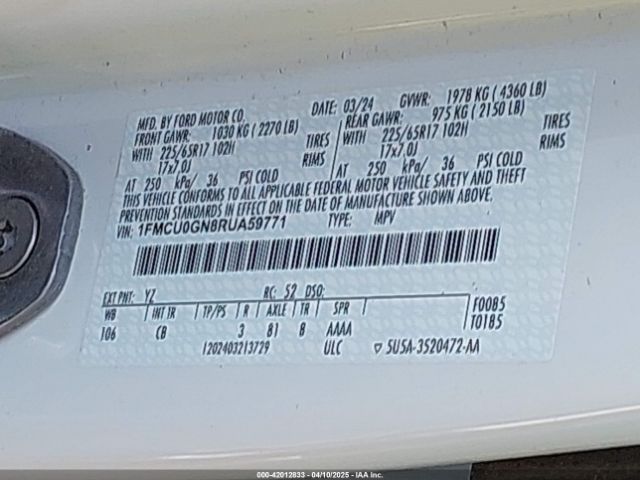 MFD. BY FORD MOTOR CO. DATE: 03/24 GVWR: 1978 KG ( 4360 LB)
FRONT GAWR: 1030 KG ( 2270 LB) REAR GAWR: 975 KG ( 2150 LB)
WITH 225/65R17 102H TIRES WITH 225/65R17 102H TIRES
17x7.0J RIMS 17x7.0J RIMS
AT 250 kPa/ 36 PSI COLD AT 250 kPa/ 36 PSI COLD
THIS VEHICLE CONFORMS TO ALL APPLICABLE FEDERAL MOTOR VEHICLE SAFETY AND THEFT
PREVENTION STANDARDS IN EFFECT ON THE DATE OF MANUFACTURE SHOWN ABOVE.
VIN: 1FMCU0GN8RUA59771 TYPE: MPV
EXT PNT: YZ RC: 52 DSO:
WB INT TR TP/PS R AXLE TR SPR F0085
106 CB 3 81 8 AAAA T0185
1202403213729 ULC ▽ 5U5A-3520472-AA
000-42012833 - 04/10/2025 - IAA Inc.